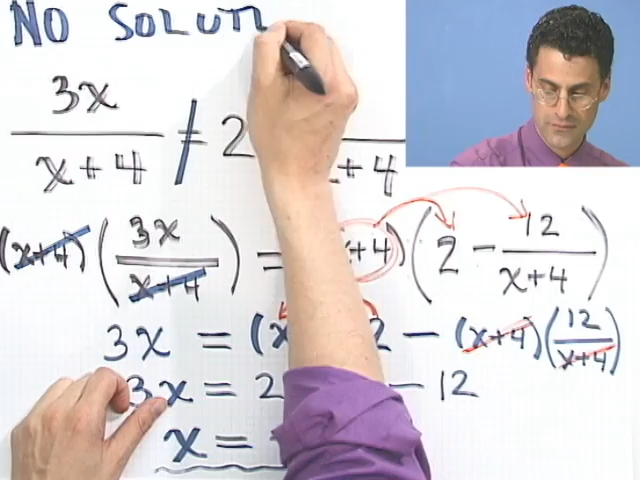 NO SOLUT
3x/(x+4) ≠ 2 x+4
(x+4) (3x/(x+4)) = x+4) (2 - 12/(x+4))
3x = (x 2 - (x+4) (12/(x+4))
3x = 2 - 12
x =